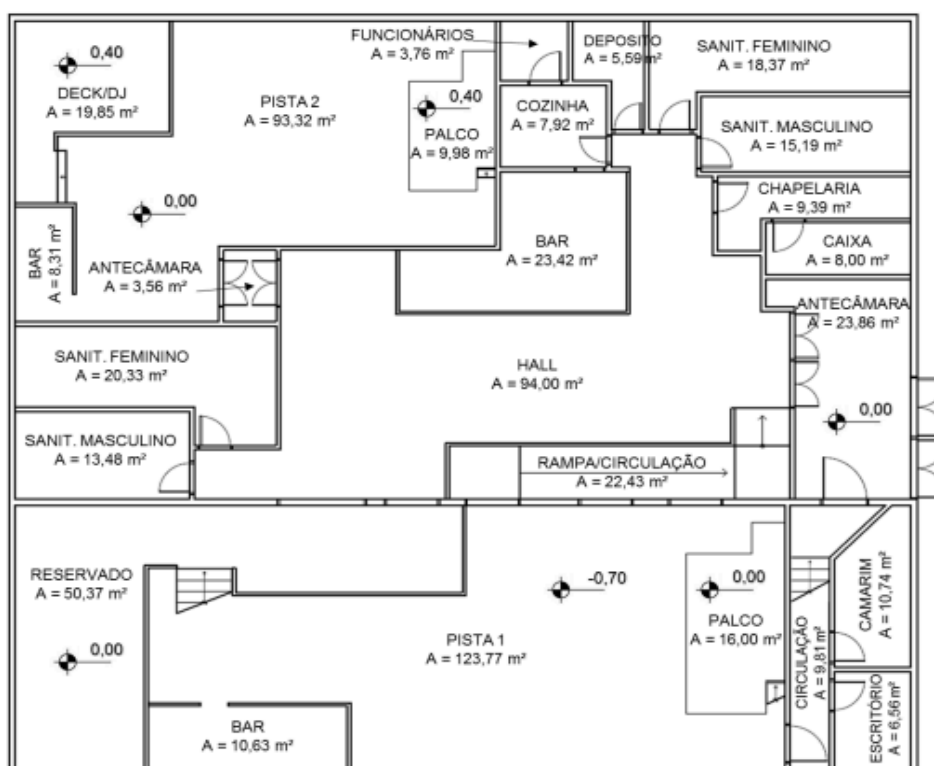 FUNCIONÁRIOS
A = 3,76 m²
DEPOSITO
A = 5,59 m²
SANIT. FEMININO
A = 18,37 m²
0,40
DECK/DJ
A = 19,85 m²
PISTA 2
A = 93,32 m²
0,40
PALCO
A = 9,98 m²
COZINHA
A = 7,92 m²
SANIT. MASCULINO
A = 15,19 m²
CHAPELARIA
A = 9,39 m²
0,00
BAR
A = 8,31 m²
ANTECÂMARA
A = 3,56 m²
BAR
A = 23,42 m²
CAIXA
A = 8,00 m²
ANTECÂMARA
A = 23,86 m²
SANIT. FEMININO
A = 20,33 m²
HALL
A = 94,00 m²
0,00
SANIT. MASCULINO
A = 13,48 m²
RAMPA/CIRCULAÇÃO
A = 22,43 m²
RESERVADO
A = 50,37 m²
0,00
-0,70
0,00
PISTA 1
A = 123,77 m²
PALCO
A = 16,00 m²
CIRCULAÇÃO
A = 9,81 m²
CAMARIM
A = 10,74 m²
BAR
A = 10,63 m²
ESCRITÓRIO
A = 6,56 m²